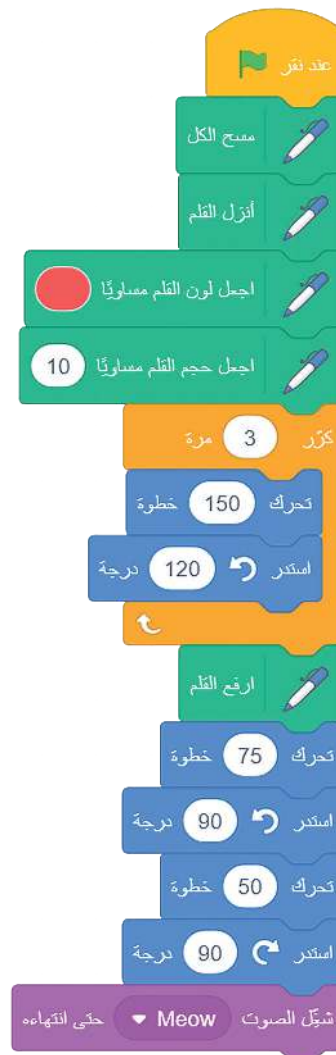 عند نقر
مسح الكل
أنزل القلم
اجعل لون القلم مساويًا
اجعل حجم القلم مساويًا 10
كرّر 3 مرة
تحرك 150 خطوة
استدر 120 درجة
ارفع القلم
تحرك 75 خطوة
استدر 90 درجة
تحرك 50 خطوة
استدر 90 درجة
شغّل الصوت Meow حتى انتهاءه